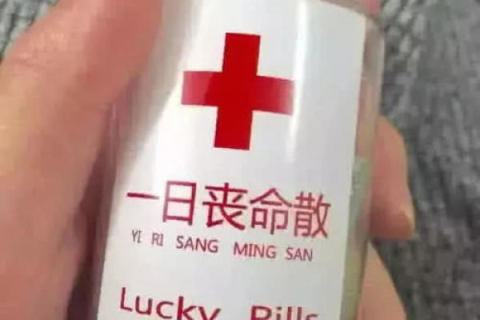 一日丧命散
YI RI SANG MING SAN
Lucky Pills